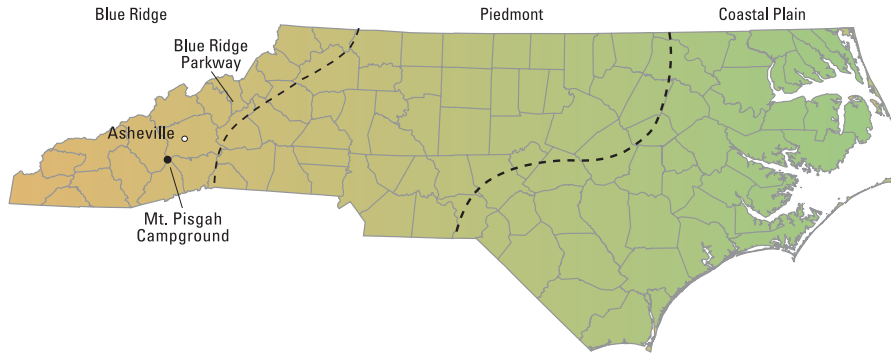 Blue Ridge
Piedmont
Coastal Plain
Blue Ridge
Parkway
Asheville
Mt. Pisgah
Campground